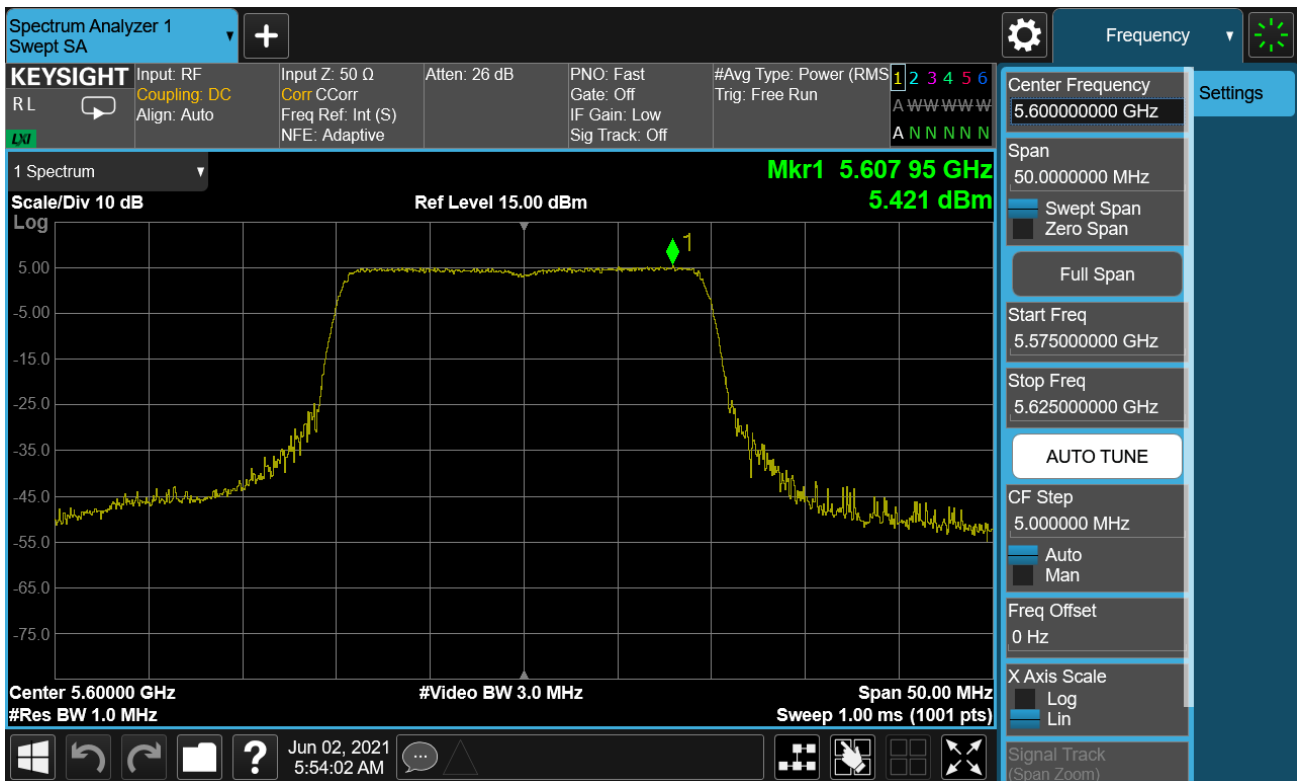 Spectrum Analyzer 1
Swept SA
Frequency
KEYSIGHT
R L
LXI
Input: RF
Coupling: DC
Align: Auto
Input Z: 50 Ω
Corr CCorr
Freq Ref: Int (S)
NFE: Adaptive
Atten: 26 dB
PNO: Fast
Gate: Off
IF Gain: Low
Sig Track: Off
#Avg Type: Power (RMS
Trig: Free Run
1 2 3 4 5 6
A W W W W W
A N N N N N
1 Spectrum
Mkr1 5.607 95 GHz
5.421 dBm
Scale/Div 10 dB
Ref Level 15.00 dBm
Log
1
5.00
-5.00
-15.0
-25.0
-35.0
-45.0
-55.0
-65.0
-75.0
Center 5.60000 GHz
#Video BW 3.0 MHz
Span 50.00 MHz
#Res BW 1.0 MHz
Sweep 1.00 ms (1001 pts)
Center Frequency
5.600000000 GHz
Settings
Span
50.0000000 MHz
Swept Span
Zero Span
Full Span
Start Freq
5.575000000 GHz
Stop Freq
5.625000000 GHz
AUTO TUNE
CF Step
5.000000 MHz
Auto
Man
Freq Offset
0 Hz
X Axis Scale
Log
Lin
Signal Track
(Span Zoom)
?
Jun 02, 2021
5:54:02 AM